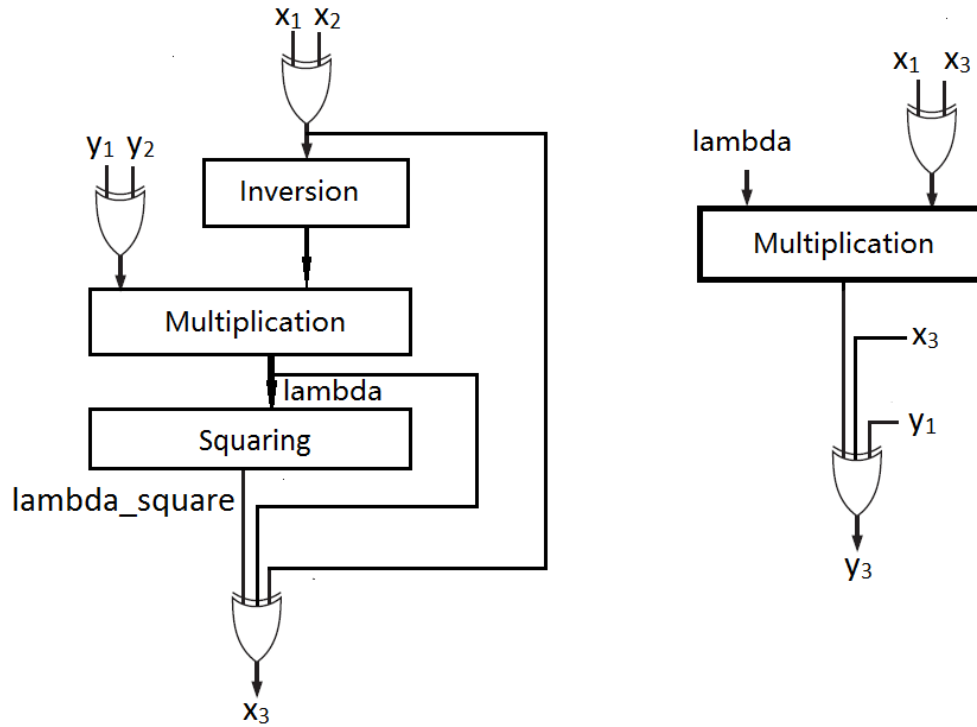 x₁ x₂
y₁ y₂
Inversion
Multiplication
lambda
Squaring
lambda_square
x₃
x₁ x₃
lambda
Multiplication
x₃
y₁
y₃